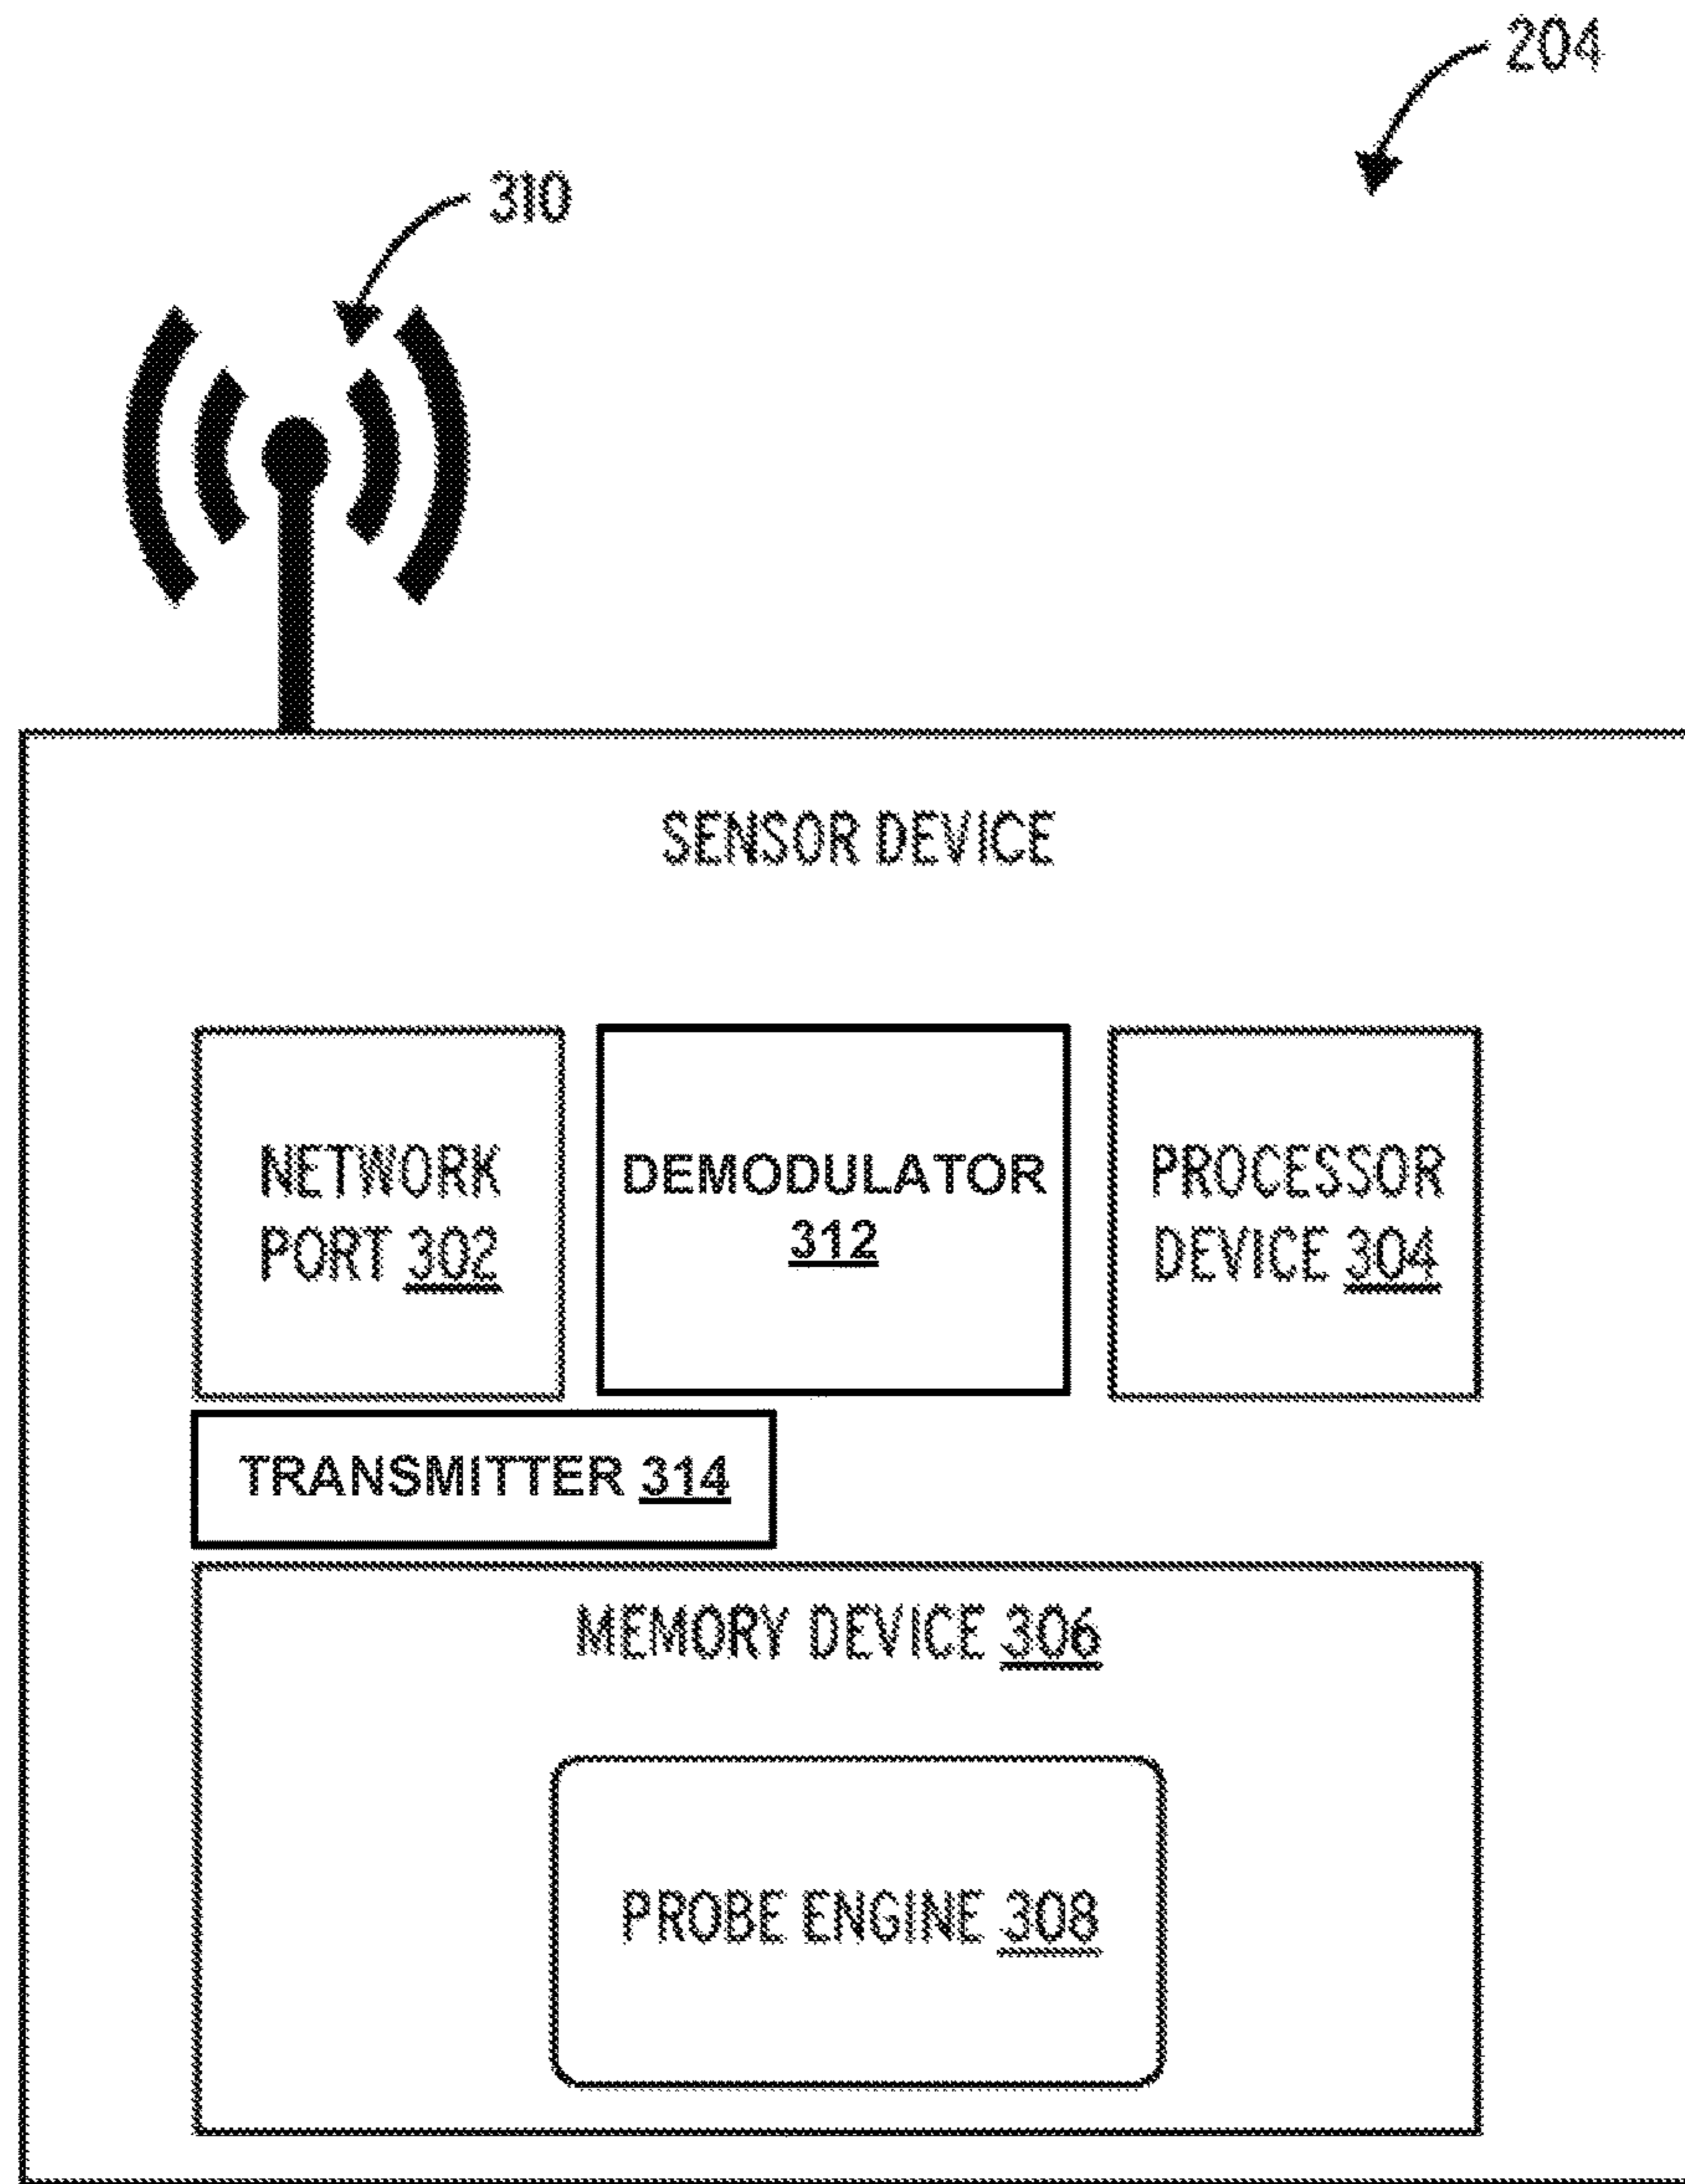 204
310
SENSOR DEVICE
NETWORK
PORT 302
DEMODULATOR
312
PROCESSOR
DEVICE 304
TRANSMITTER 314
MEMORY DEVICE 306
PROBE ENGINE 308